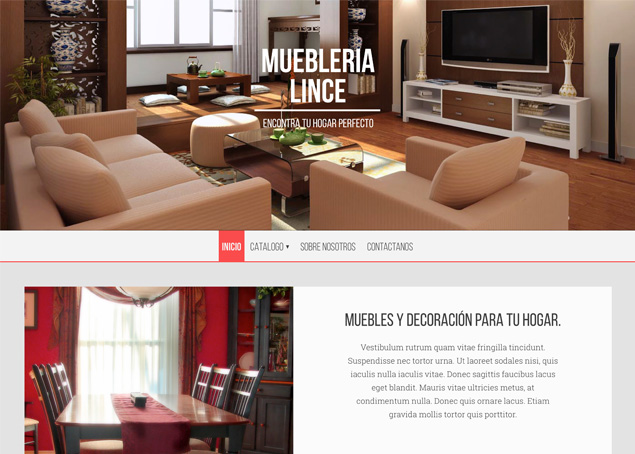 MUEBLERÍA
LINCE
ENCONTRA TU HOGAR PERFECTO
INICIO
CATALOGO ▾
SOBRE NOSOTROS
CONTACTANOS
MUEBLES Y DECORACIÓN PARA TU HOGAR.
Vestibulum rutrum quam vitae fringilla tincidunt.
Suspendisse nec tortor urna. Ut laoreet sodales nisi, quis
iaculis nulla iaculis vitae. Donec sagittis faucibus lacus
eget blandit. Mauris vitae ultricies metus, at
condimentum nulla. Donec quis ornare lacus. Etiam
gravida mollis tortor quis porttitor.